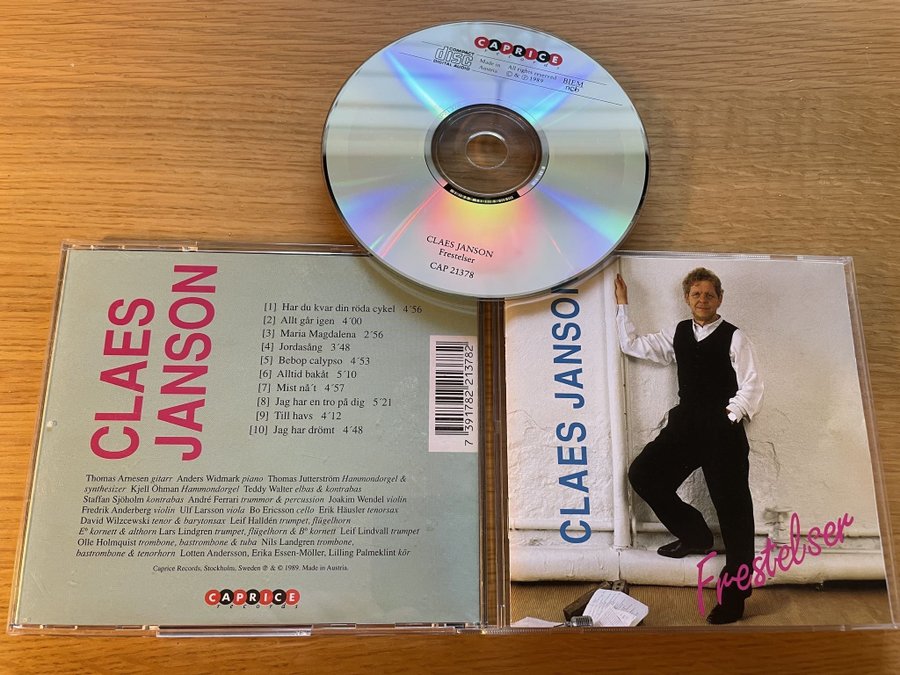 CAPRICE
records
COMPACT
disc
DIGITAL AUDIO
Made in
Austria
All rights reserved
© & ℗ 1989
BIEM
ncb
CLAES JANSON
Frestelser
CAP 21378
CLAES
JANSON
[1] Har du kvar din röda cykel 4´56
[2] Allt går igen 4´00
[3] Maria Magdalena 2´56
[4] Jordasång 3´48
[5] Bebop calypso 4´53
[6] Alltid bakåt 5´10
[7] Mist nå´t 4´57
[8] Jag har en tro på dig 5´21
[9] Till havs 4´12
[10] Jag har drömt 4´48
7 391782 213782
Thomas Arnesen gitarr Anders Widmark piano Thomas Jutterström Hammondorgel &
synthesizer Kjell Öhman Hammondorgel Teddy Walter elbas & kontrabas
Staffan Sjöholm kontrabas André Ferrari trummor & percussion Joakim Wendel violin
Fredrik Anderberg violin Ulf Larsson viola Bo Ericsson cello Erik Häusler tenorsax
David Wilzcewski tenor & barytonsax Leif Halldén trumpet, flügelhorn
E♭ kornett & althorn Lars Lindgren trumpet, flügelhorn & B♭ kornett Leif Lindvall trumpet
Olle Holmquist trombone, bastrombone & tuba Nils Landgren trombone,
bastrombone & tenorhorn Lotten Andersson, Erika Essen-Möller, Lilling Palmeklint kör
Caprice Records, Stockholm, Sweden ℗ & © 1989. Made in Austria.
CAPRICE
records
CLAES JANSON
Frestelser